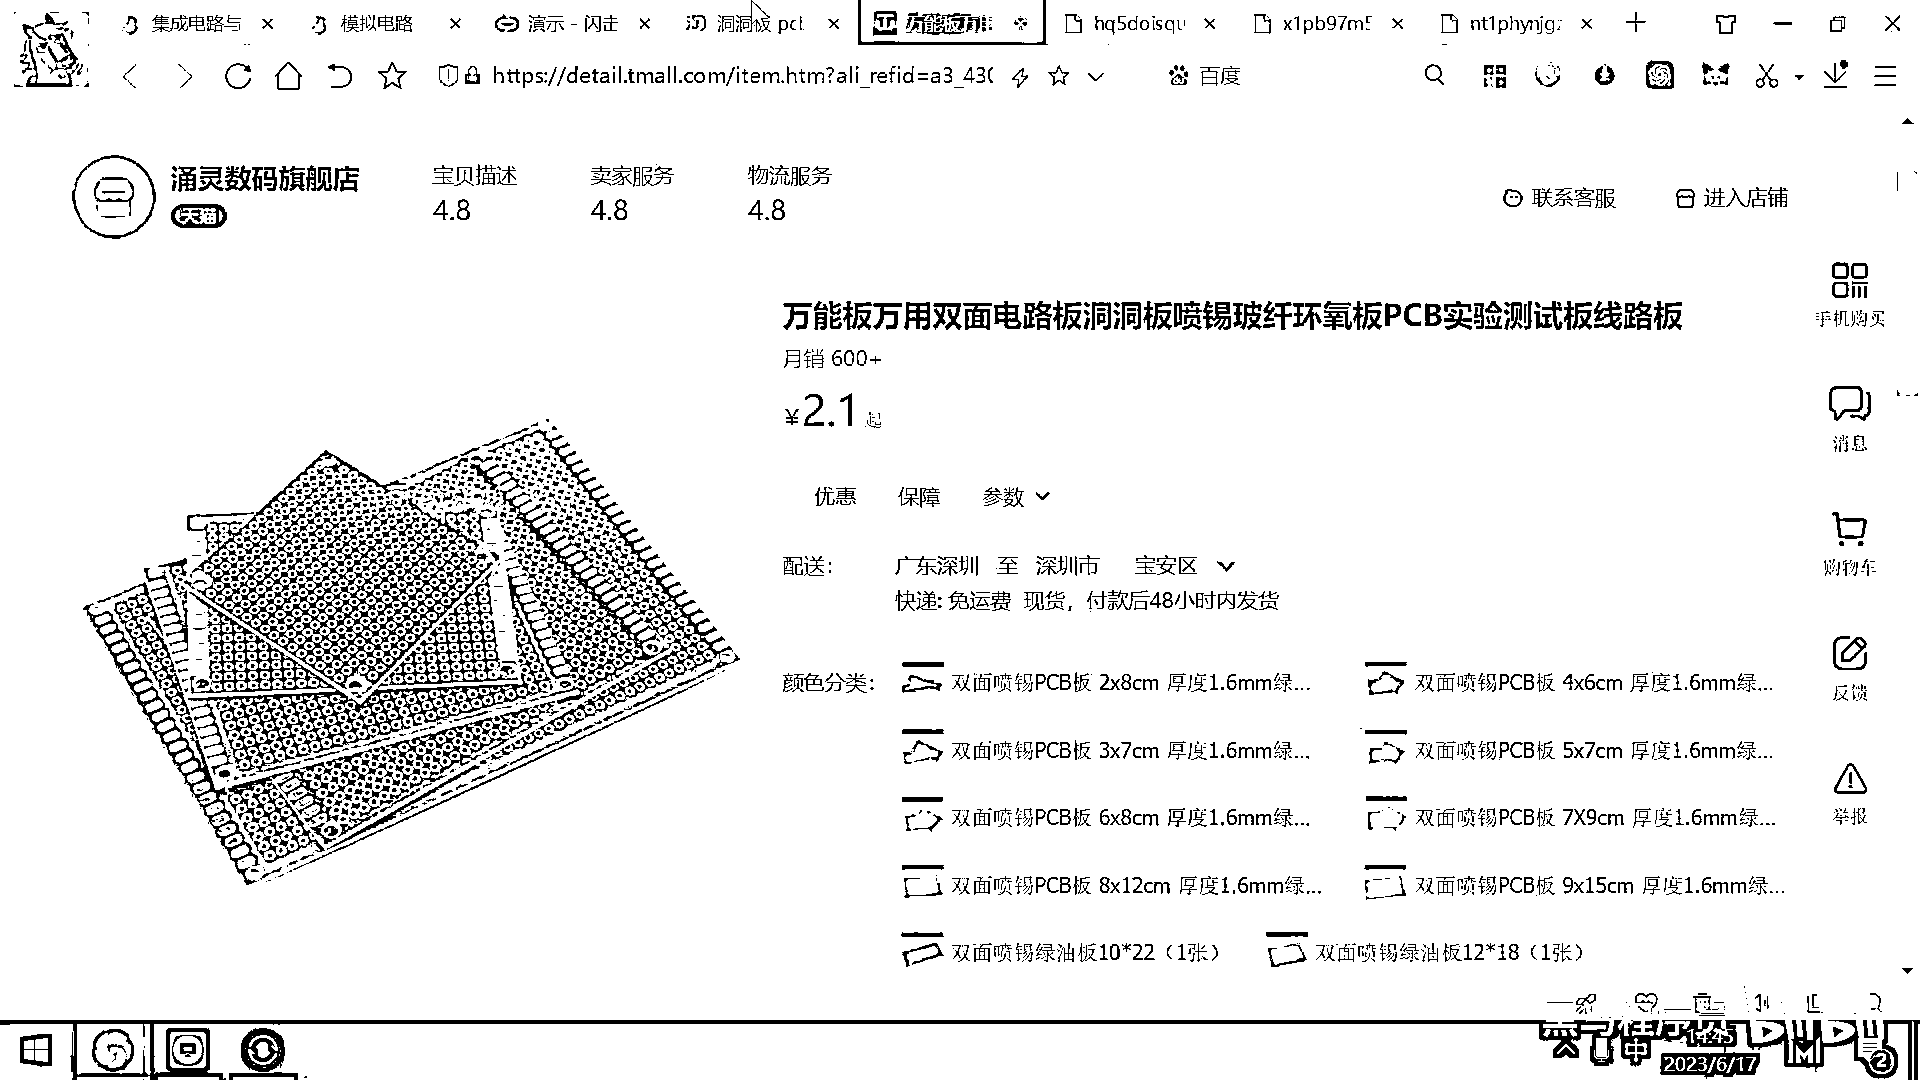 集成电路与
模拟电路
演示 - 闪走
洞洞板 pcb
hq5doisqu
x1pb97m5
nt1phynjgz
https://detail.tmall.com/item.htm?ali_refid=a3_430
百度
涌灵数码旗舰店
天猫
宝贝描述
4.8
卖家服务
4.8
物流服务
4.8
联系客服
进入店铺
万能板万用双面电路板洞洞板喷锡玻纤环氧板PCB实验测试板线路板
月销 600+
¥2.1 起
优惠 保障 参数
配送: 广东深圳 至 深圳市 宝安区
快递: 免运费 现货，付款后48小时内发货
颜色分类: 双面喷锡PCB板 2x8cm 厚度1.6mm绿... 双面喷锡PCB板 4x6cm 厚度1.6mm绿...
双面喷锡PCB板 3x7cm 厚度1.6mm绿... 双面喷锡PCB板 5x7cm 厚度1.6mm绿...
双面喷锡PCB板 6x8cm 厚度1.6mm绿... 双面喷锡PCB板 7X9cm 厚度1.6mm绿...
双面喷锡PCB板 8x12cm 厚度1.6mm绿... 双面喷锡PCB板 9x15cm 厚度1.6mm绿...
双面喷锡绿油板10*22（1张） 双面喷锡绿油板12*18（1张）
手机购买
消息
购物车
反馈
举报
中
14:45
2023/6/17
2